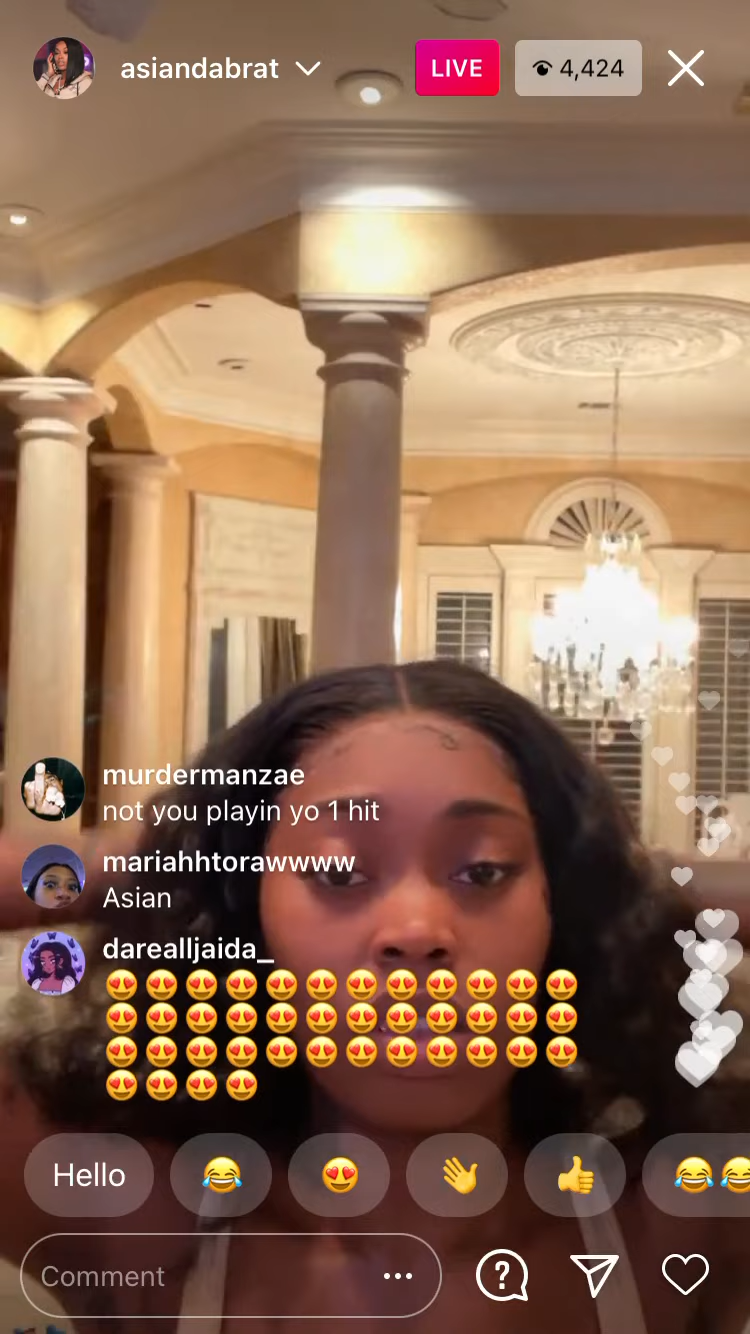 asiandabrat
LIVE
4,424
murdermanzae
not you playin yo 1 hit
mariahhtorawwww
Asian
darealljaida_
😍😍😍😍😍😍😍😍😍😍😍😍
😍😍😍😍😍😍😍😍😍😍😍😍
😍😍😍😍😍😍😍😍😍😍😍😍
😍😍😍😍
Hello 😂 😍 👋 👍 😂😂
Comment